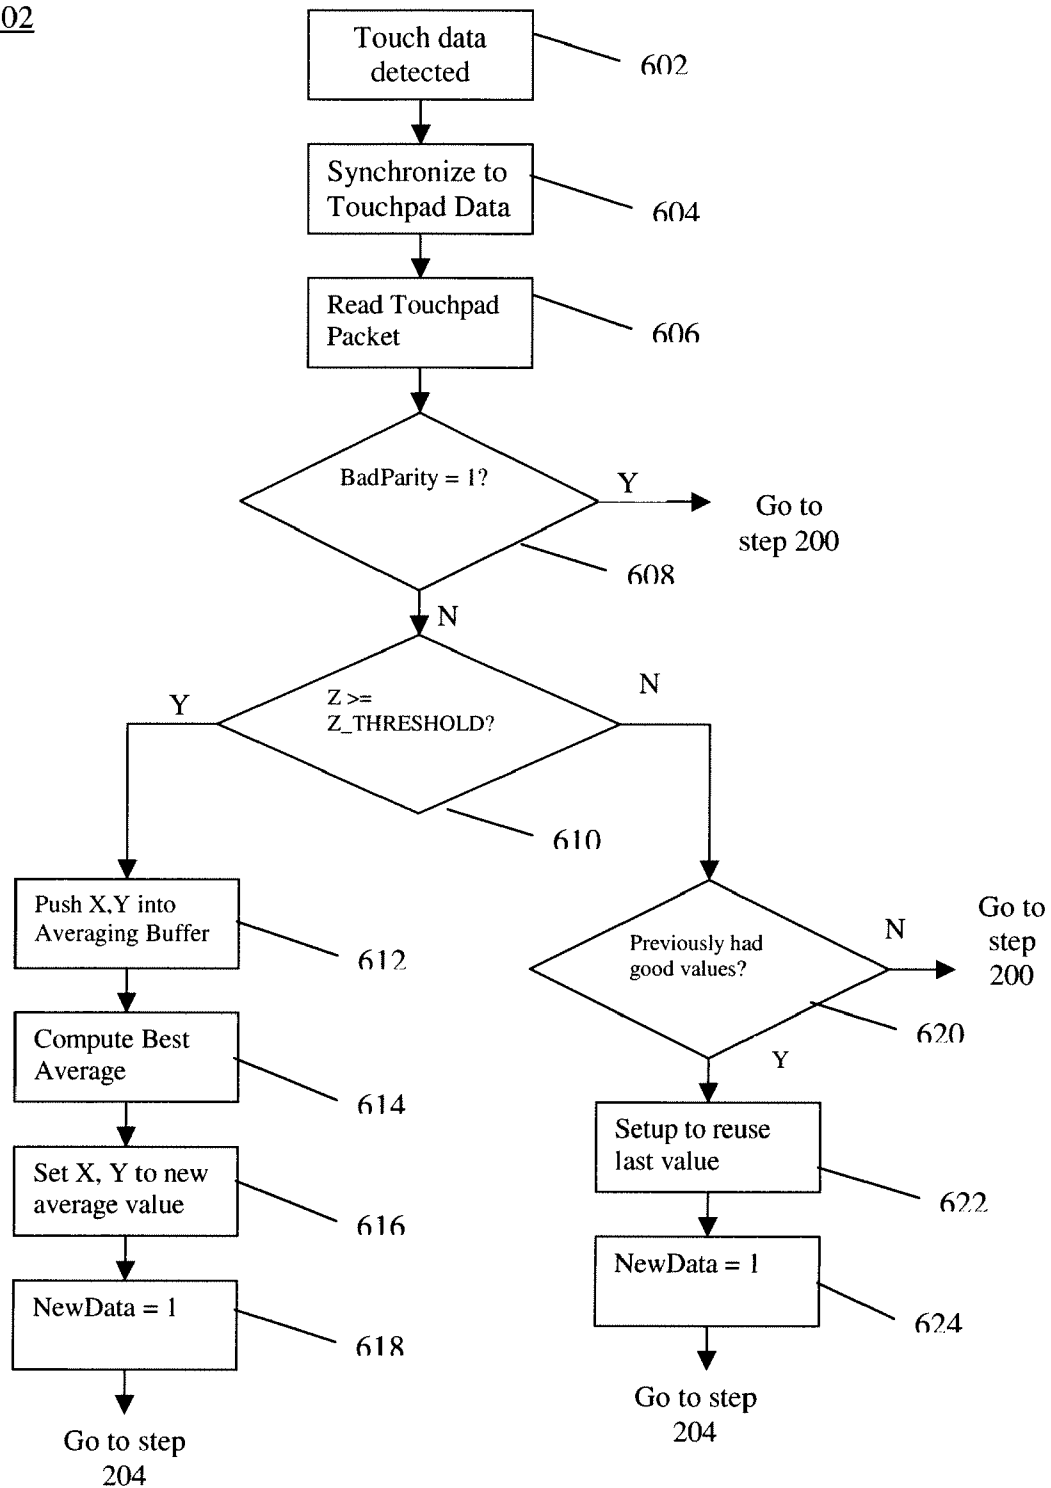 02
Touch data
detected
602
Synchronize to
Touchpad Data
604
Read Touchpad
Packet
606
BadParity = 1?
Y
Go to
step 200
608
N
Z >=
Z_THRESHOLD?
Y
N
610
Push X,Y into
Averaging Buffer
612
Previously had
good values?
N
Go to
step
200
620
Y
Compute Best
Average
614
Setup to reuse
last value
622
Set X, Y to new
average value
616
NewData = 1
624
NewData = 1
618
Go to step
204
Go to step
204